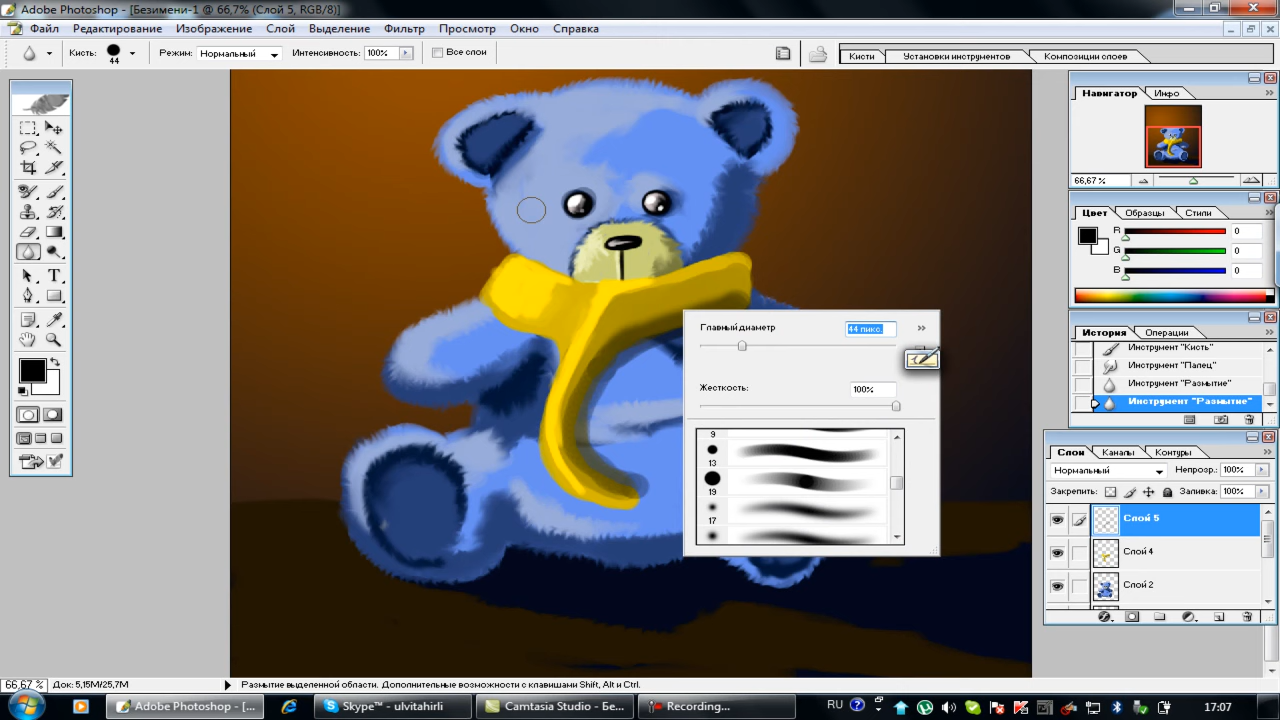 Adobe Photoshop - [Безимени-1 @ 66,7% (Слой 5, RGB/8)]
Файл Редактирование Изображение Слой Выделение Фильтр Просмотр Окно Справка
Кисть: 44 Режим: Нормальный Интенсивность: 100% Все слои
Кисти Установки инструментов Композиции слоев
Навигатор Инфо
66,67 %
Цвет Образцы Стили
R 0
G 0
B 0
Главный диаметр 44 пикс.
Жесткость: 100%
9
13
19
17
История Операции
Инструмент "Кисть"
Инструмент "Палец"
Инструмент "Размытие"
Инструмент "Размытие"
Слои Каналы Контуры
Нормальный Непрозр.: 100%
Закрепить: Заливка: 100%
Слой 5
Слой 4
Слой 2
66,67 % Док: 5,15M/25,7M Размытие выделенной области. Дополнительные возможности с клавишами Shift, Alt и Ctrl.
Adobe Photoshop - [... Skype™ - ulvitahirli Camtasia Studio - Бе... Recording... RU 17:07